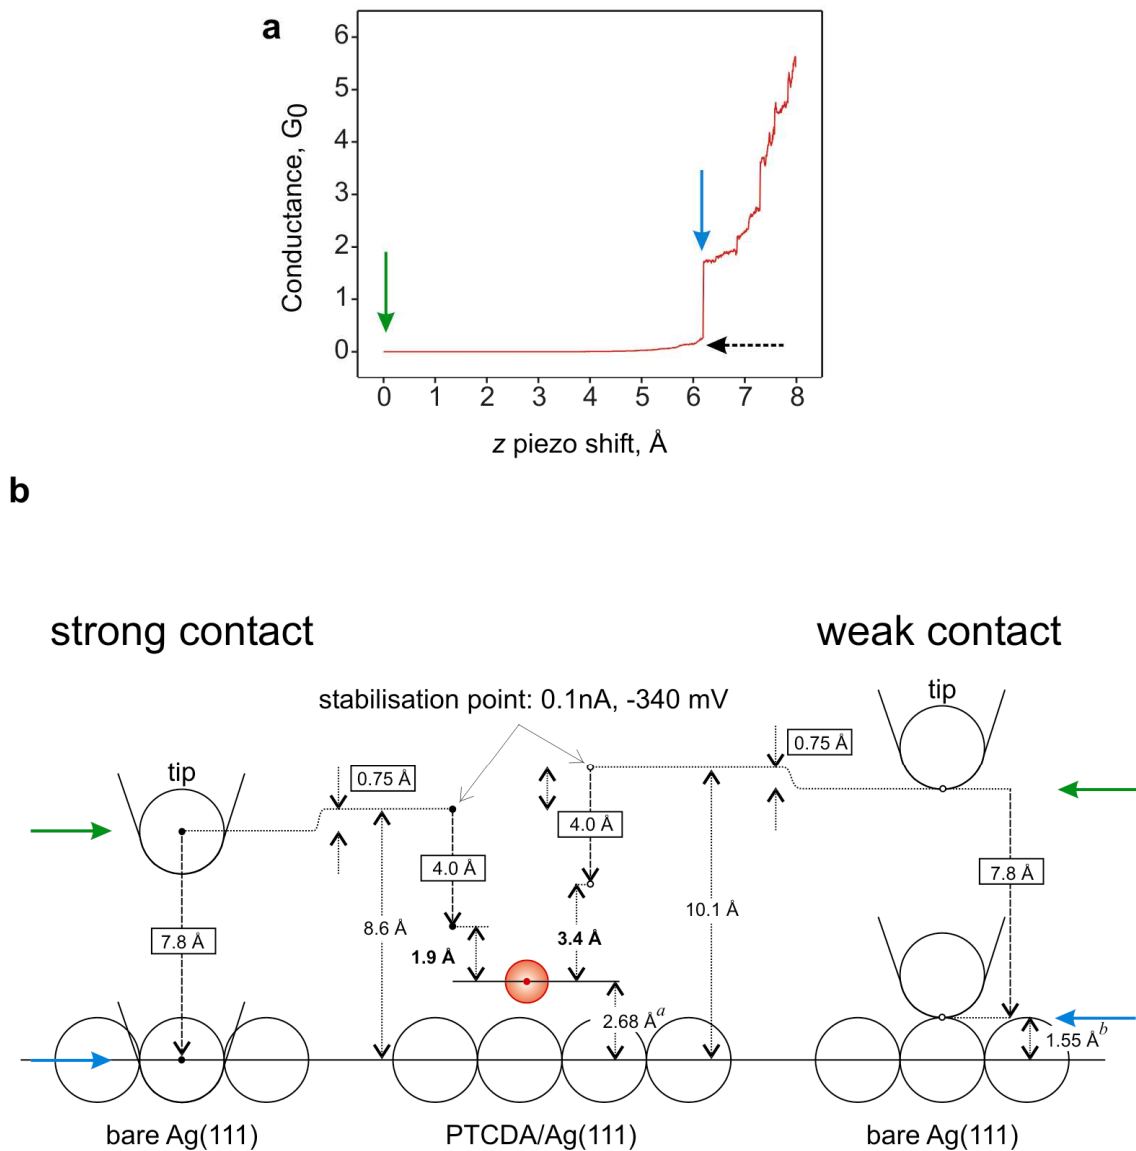 a
6
5
4
3
2
1
0
Conductance, G0
0 1 2 3 4 5 6 7 8
z piezo shift, Å
b
strong contact
weak contact
stabilisation point: 0.1nA, -340 mV
tip
tip
0.75 Å
0.75 Å
4.0 Å
4.0 Å
7.8 Å
7.8 Å
8.6 Å
10.1 Å
1.9 Å
3.4 Å
2.68 Åa
1.55 Åb
bare Ag(111)
PTCDA/Ag(111)
bare Ag(111)